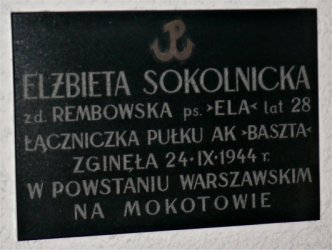 ELŻBIETA SOKOLNICKA
zd. REMBOWSKA ps. ›ELA‹ lat 28
ŁĄCZNICZKA PUŁKU AK ›BASZTA‹
ZGINĘŁA 24·IX·1944 r.
W POWSTANIU WARSZAWSKIM
NA MOKOTOWIE